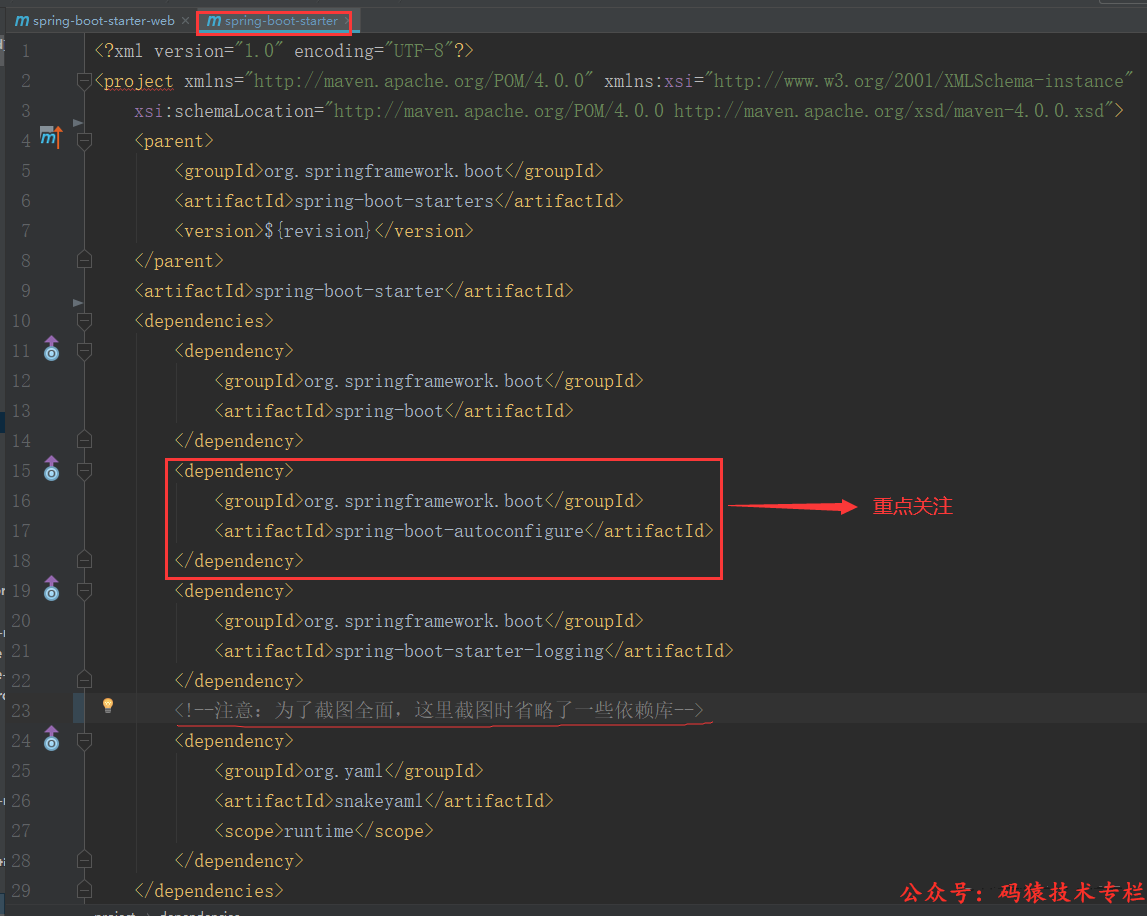 spring-boot-starter-web × spring-boot-starter ×
1 <?xml version="1.0" encoding="UTF-8"?>
2 <project xmlns="http://maven.apache.org/POM/4.0.0" xmlns:xsi="http://www.w3.org/2001/XMLSchema-instance"
3 xsi:schemaLocation="http://maven.apache.org/POM/4.0.0 http://maven.apache.org/xsd/maven-4.0.0.xsd">
4 <parent>
5 <groupId>org.springframework.boot</groupId>
6 <artifactId>spring-boot-starters</artifactId>
7 <version>${revision}</version>
8 </parent>
9 <artifactId>spring-boot-starter</artifactId>
10 <dependencies>
11 <dependency>
12 <groupId>org.springframework.boot</groupId>
13 <artifactId>spring-boot</artifactId>
14 </dependency>
15 <dependency>
16 <groupId>org.springframework.boot</groupId>
重点关注
17 <artifactId>spring-boot-autoconfigure</artifactId>
18 </dependency>
19 <dependency>
20 <groupId>org.springframework.boot</groupId>
21 <artifactId>spring-boot-starter-logging</artifactId>
22 </dependency>
23 <!--注意：为了截图全面，这里截图时省略了一些依赖库-->
24 <dependency>
25 <groupId>org.yaml</groupId>
26 <artifactId>snakeyaml</artifactId>
27 <scope>runtime</scope>
28 </dependency>
29 </dependencies>
公众号：码猿技术专栏